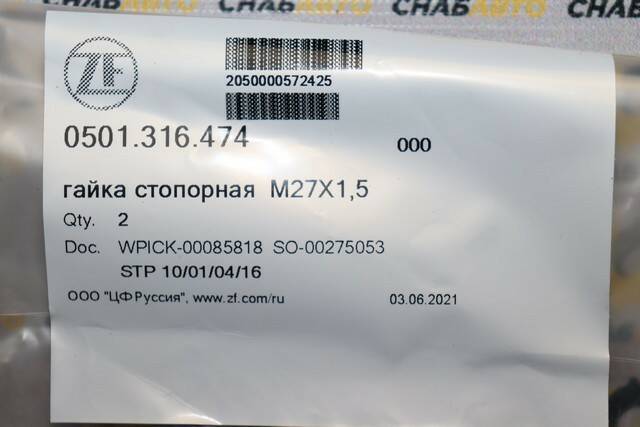 СНАБАВТО СНАБАВТО СНАБ
ZF
2050000572425
0501.316.474 000
гайка стопорная M27X1,5
Qty. 2
Doc. WPICK-00085818 SO-00275053
STP 10/01/04/16
ООО "ЦФ Руссия", www.zf.com/ru 03.06.2021